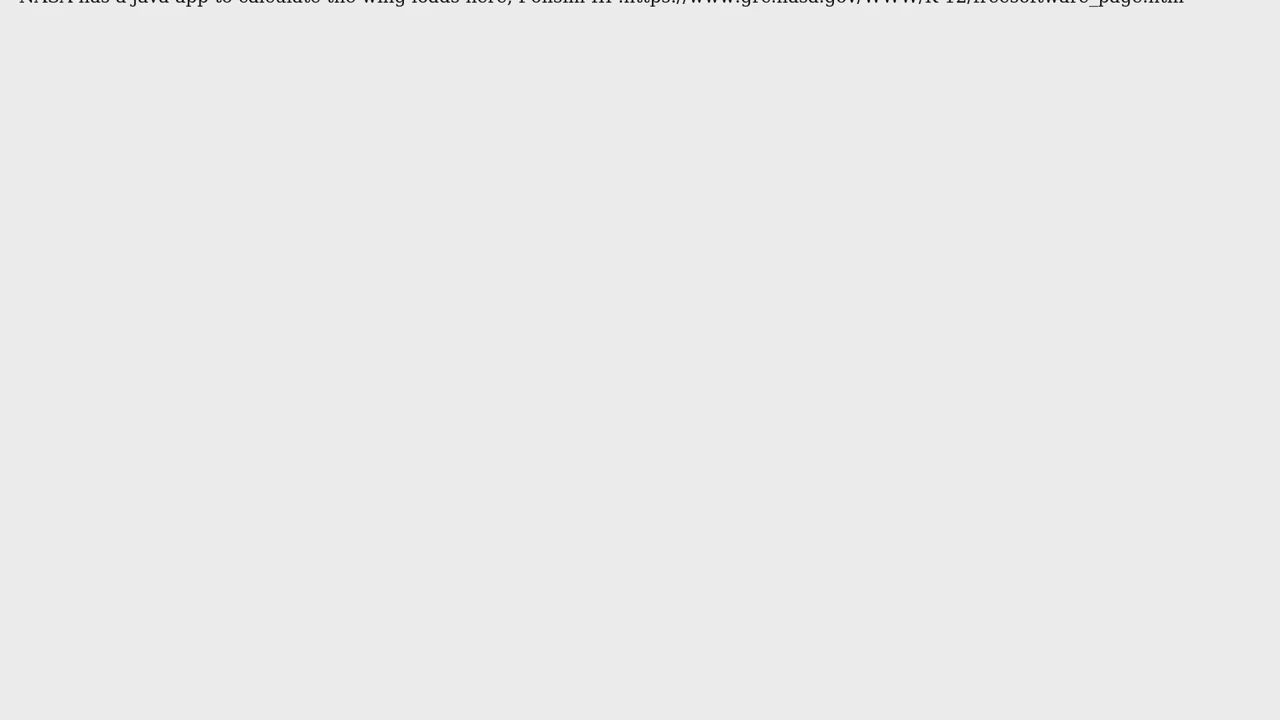 NASA has a java app to calculate the wing loads here, FoilSim III :https://www.grc.nasa.gov/WWW/K-12/freesoftware_page.htm